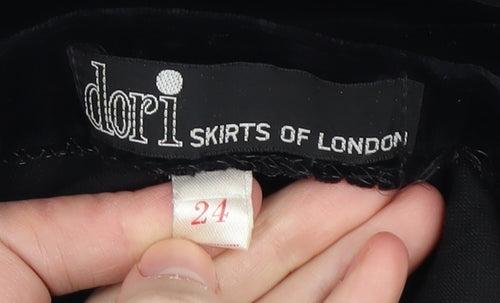 dori SKIRTS OF LONDON
24